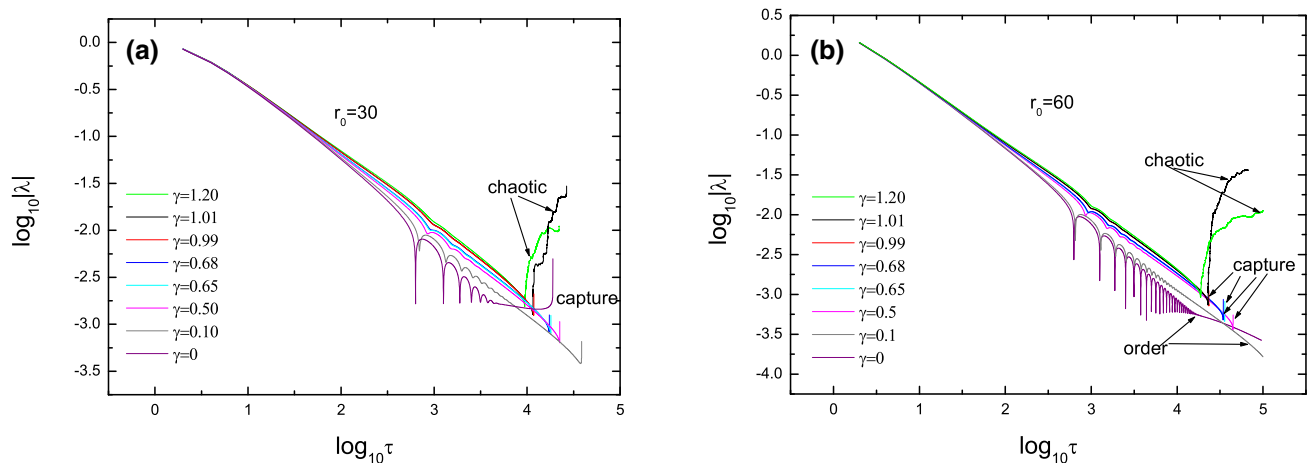 (a)
r₀=30
chaotic
capture
γ=1.20
γ=1.01
γ=0.99
γ=0.68
γ=0.65
γ=0.50
γ=0.10
γ=0
0.0
-0.5
-1.0
-1.5
-2.0
-2.5
-3.0
-3.5
0
1
2
3
4
5
log₁₀|λ|
log₁₀τ
(b)
r₀=60
chaotic
capture
order
γ=1.20
γ=1.01
γ=0.99
γ=0.68
γ=0.65
γ=0.5
γ=0.1
γ=0
0.5
0.0
-0.5
-1.0
-1.5
-2.0
-2.5
-3.0
-3.5
-4.0
0
1
2
3
4
5
log₁₀|λ|
log₁₀τ